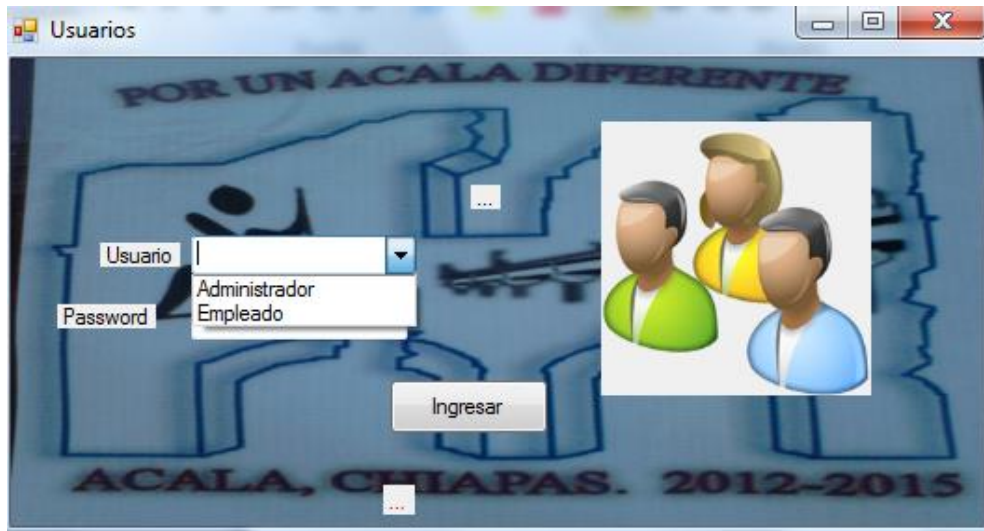 Usuarios
POR UN ACALA DIFERENTE
...
Usuario
Administrador
Empleado
Password
Ingresar
ACALA, CHIAPAS. 2012-2015
...